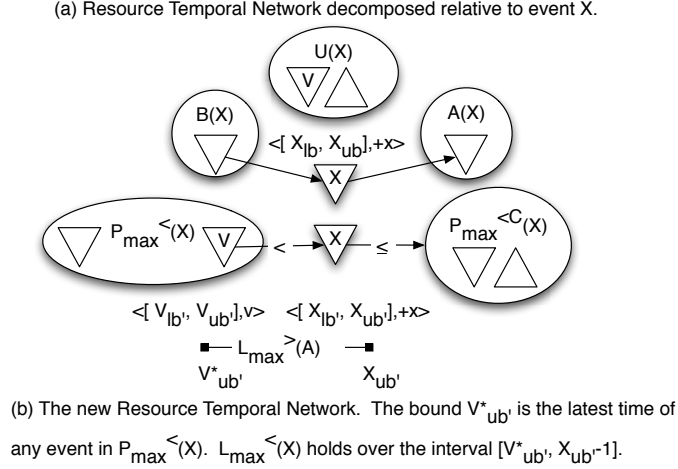 (a) Resource Temporal Network decomposed relative to event X.
U(X)
V
B(X)
A(X)
<[ X_lb, X_ub],+x>
X
P_max^<(X) V < X ≤ P_max^<C(X)
<[ V_lb', V_ub'],v> <[ X_lb', X_ub'],+x>
L_max^>(A)
V*_ub' X_ub'
(b) The new Resource Temporal Network. The bound V*_ub' is the latest time of
any event in P_max^<(X). L_max^<(X) holds over the interval [V*_ub', X_ub'-1].